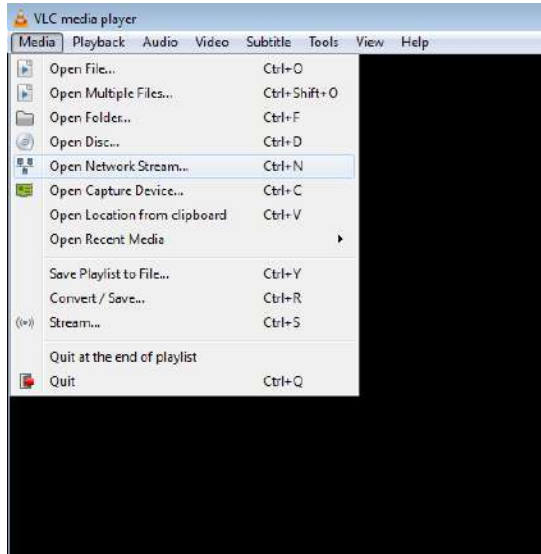 VLC media player
Media Playback Audio Video Subtitle Tools View Help
Open File... Ctrl+O
Open Multiple Files... Ctrl+Shift+O
Open Folder... Ctrl+F
Open Disc... Ctrl+D
Open Network Stream... Ctrl+N
Open Capture Device... Ctrl+C
Open Location from clipboard Ctrl+V
Open Recent Media
Save Playlist to File... Ctrl+Y
Convert / Save... Ctrl+R
Stream... Ctrl+S
Quit at the end of playlist
Quit Ctrl+Q